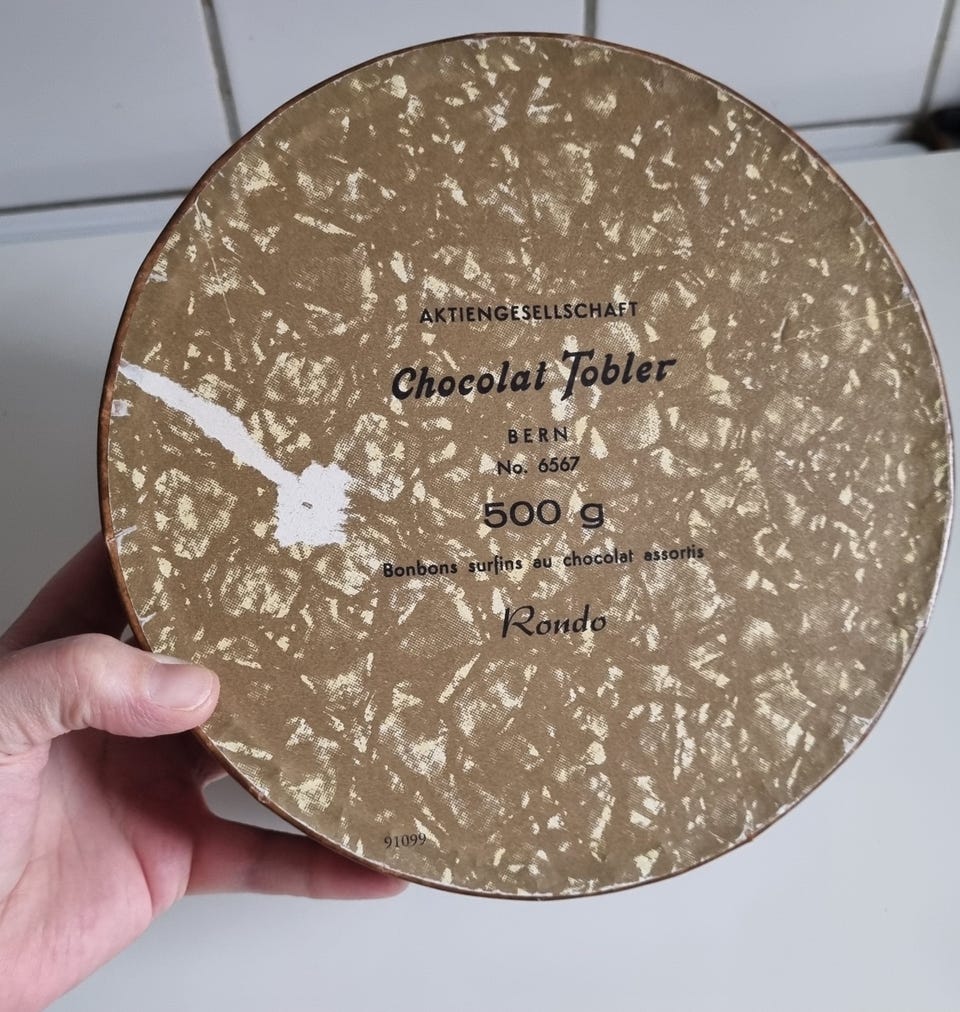 AKTIENGESELLSCHAFT
Chocolat Tobler
BERN
No. 6567
500 g
Bonbons surfins au chocolat assortis
Rondo
91099